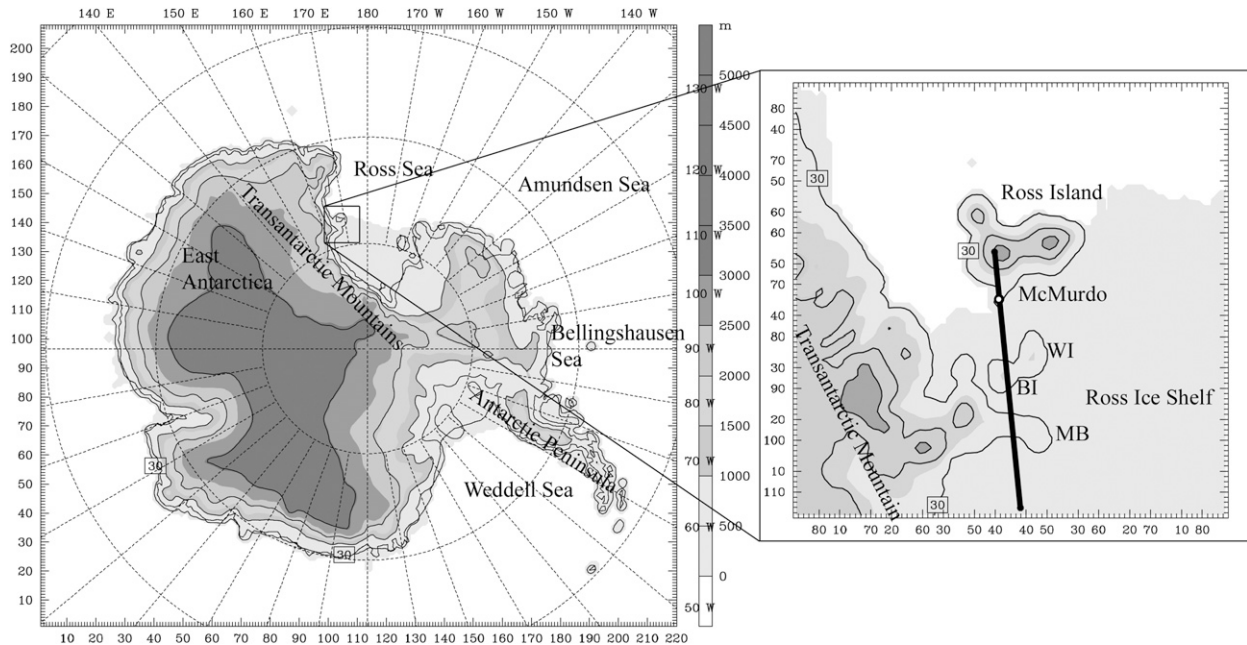 140 E 150 E 160 E 170 E 180 170 W 160 W 150 W 140 W
m
200
190
180
170
160
150
140
130
120
110
100
90
80
70
60
50
40
30
20
10
10 20 30 40 50 60 70 80 90 100 110 120 130 140 150 160 170 180 190 200 210 220
Ross Sea
Amundsen Sea
Transantarctic Mountains
East
Antarctica
Bellingshausen
Sea
Antarctic Peninsula
Weddell Sea
30
30
130 W
120 W
110 W
100 W
90 W
80 W
70 W
60 W
50 W
5000
4500
4000
3500
3000
2500
2000
1500
1000
500
0
80
40
70
50
60
60
50
70
40
80
30
90
20
100
10
110
80 10 70 20 60 30 50 40 40 50 30 60 20 70 10 80
30
Ross Island
30
McMurdo
WI
BI
Ross Ice Shelf
MB
Transantarctic Mountain
30